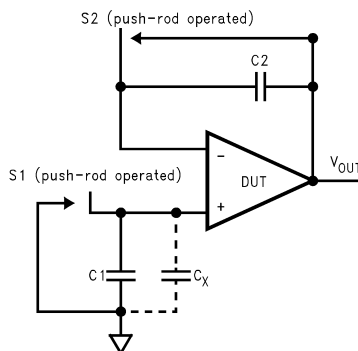 S2 (push-rod operated)
C2
−
DUT
VOUT
S1 (push-rod operated)
+
C1
CX